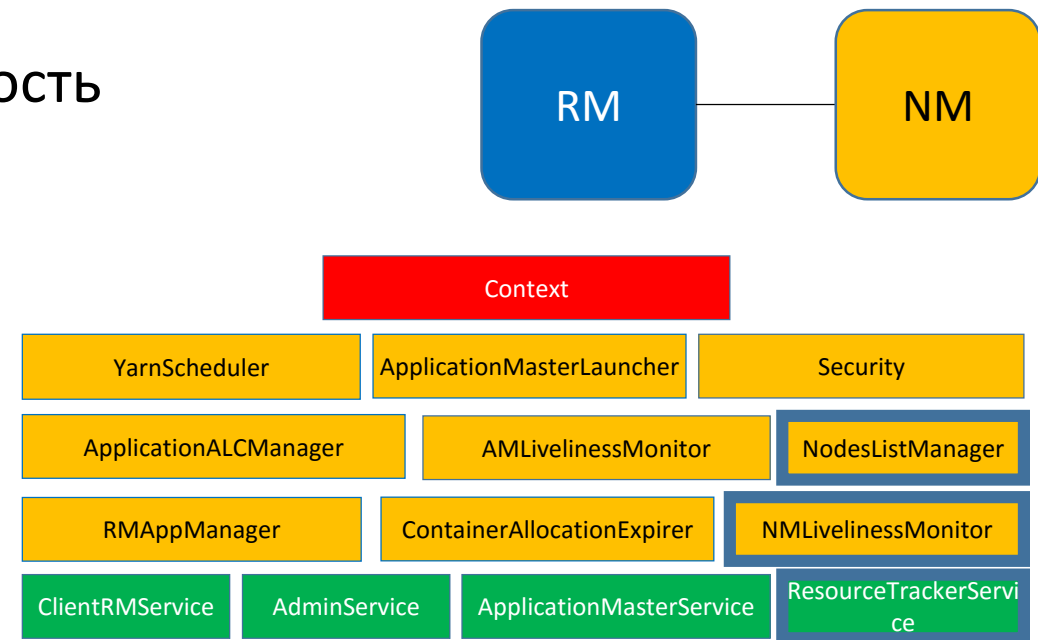 ость
RM
NM
Context
YarnScheduler
ApplicationMasterLauncher
Security
ApplicationALCManager
AMLivelinessMonitor
NodesListManager
RMAppManager
ContainerAllocationExpirer
NMLivelinessMonitor
ClientRMService
AdminService
ApplicationMasterService
ResourceTrackerServi
ce